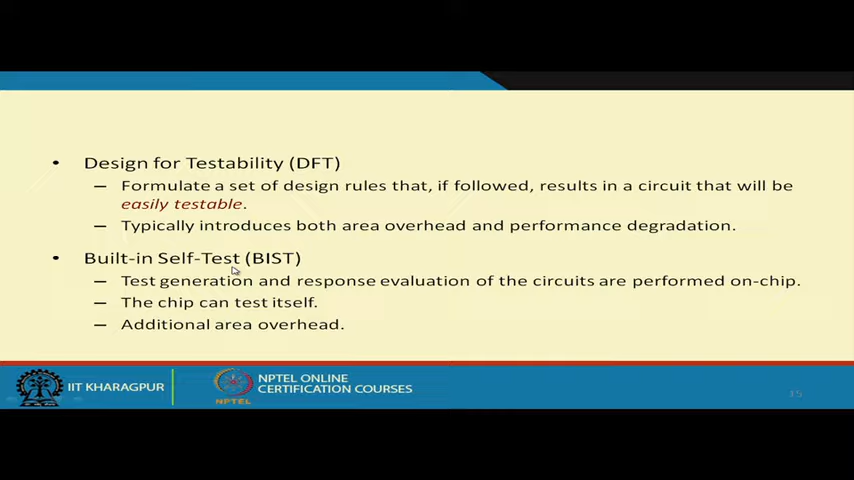 • Design for Testability (DFT)
– Formulate a set of design rules that, if followed, results in a circuit that will be
easily testable.
– Typically introduces both area overhead and performance degradation.
• Built-in Self-Test (BIST)
– Test generation and response evaluation of the circuits are performed on-chip.
– The chip can test itself.
– Additional area overhead.
IIT KHARAGPUR
NPTEL
NPTEL ONLINE
CERTIFICATION COURSES
15